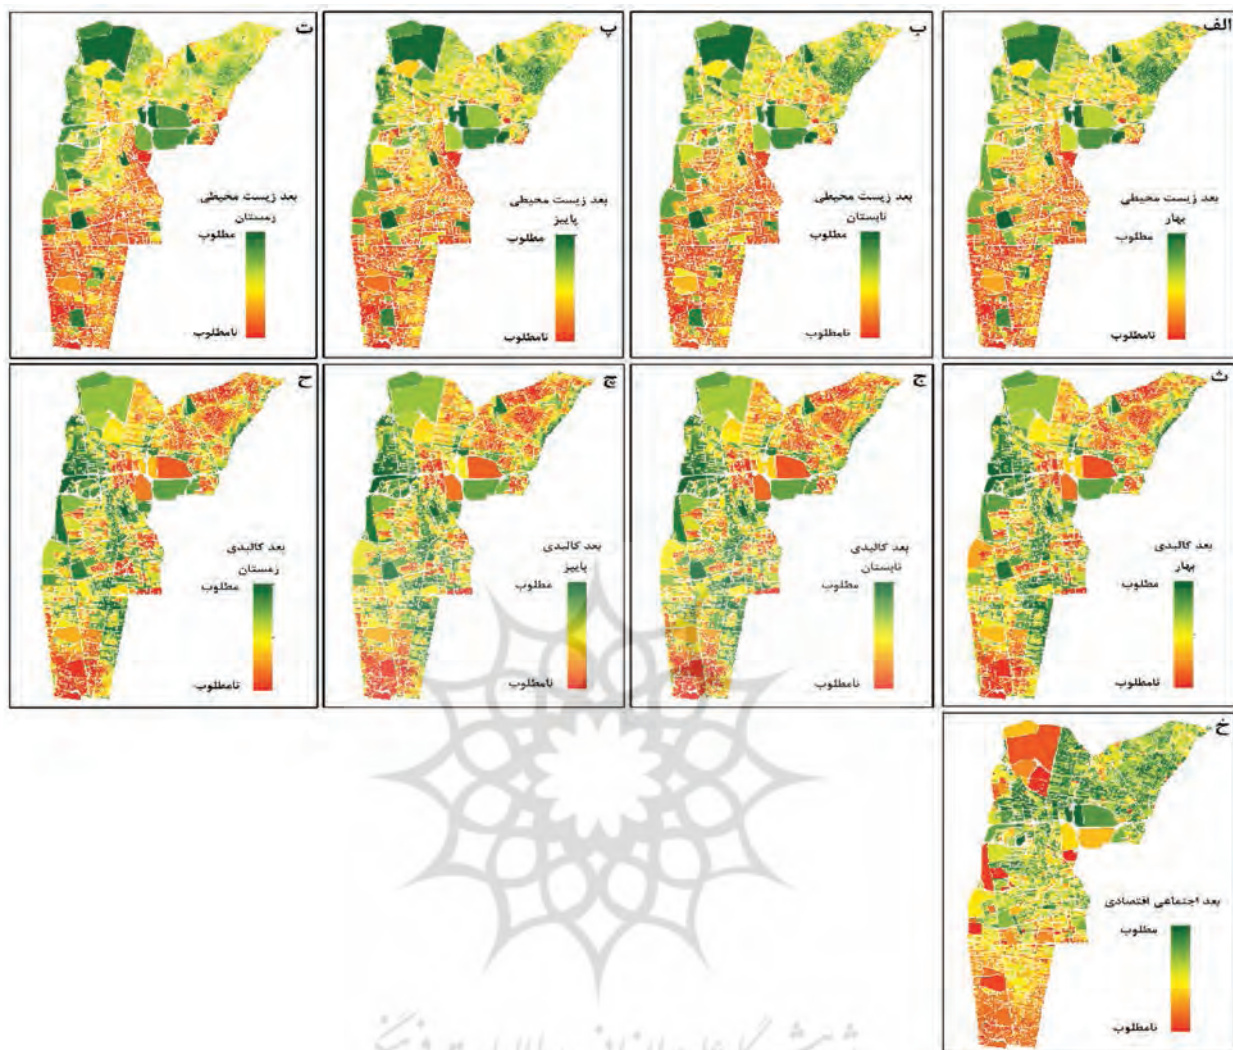 الف
بعد زیست محیطی
بهار
مطلوب
نامطلوب
ب
بعد زیست محیطی
تابستان
مطلوب
نامطلوب
پ
بعد زیست محیطی
پاییز
مطلوب
نامطلوب
ت
بعد زیست محیطی
زمستان
مطلوب
نامطلوب
ث
بعد کالبدی
بهار
مطلوب
نامطلوب
ج
بعد کالبدی
تابستان
مطلوب
نامطلوب
چ
بعد کالبدی
پاییز
مطلوب
نامطلوب
ح
بعد کالبدی
زمستان
مطلوب
نامطلوب
خ
بعد اجتماعی اقتصادی
مطلوب
نامطلوب